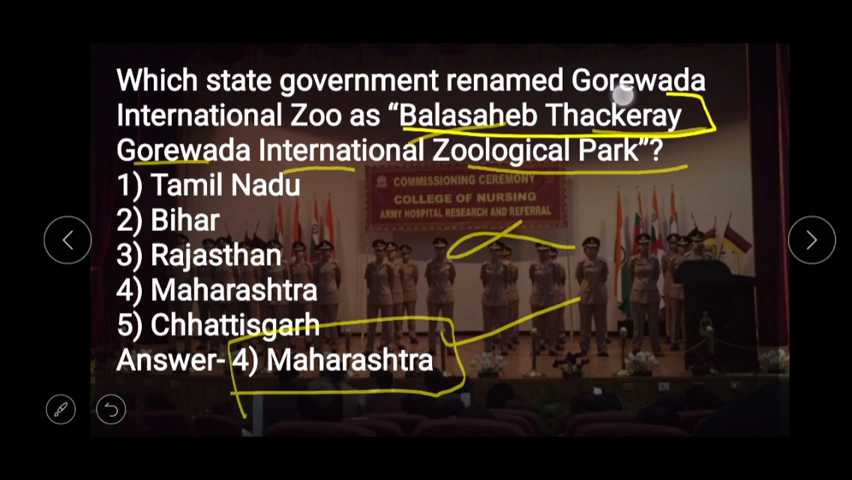 Which state government renamed Gorewada
International Zoo as “Balasaheb Thackeray
Gorewada International Zoological Park”?
1) Tamil Nadu
2) Bihar
3) Rajasthan
4) Maharashtra
5) Chhattisgarh
Answer- 4) Maharashtra
COMMISSIONING CEREMONY
COLLEGE OF NURSING
ARMY HOSPITAL RESEARCH AND REFERRAL